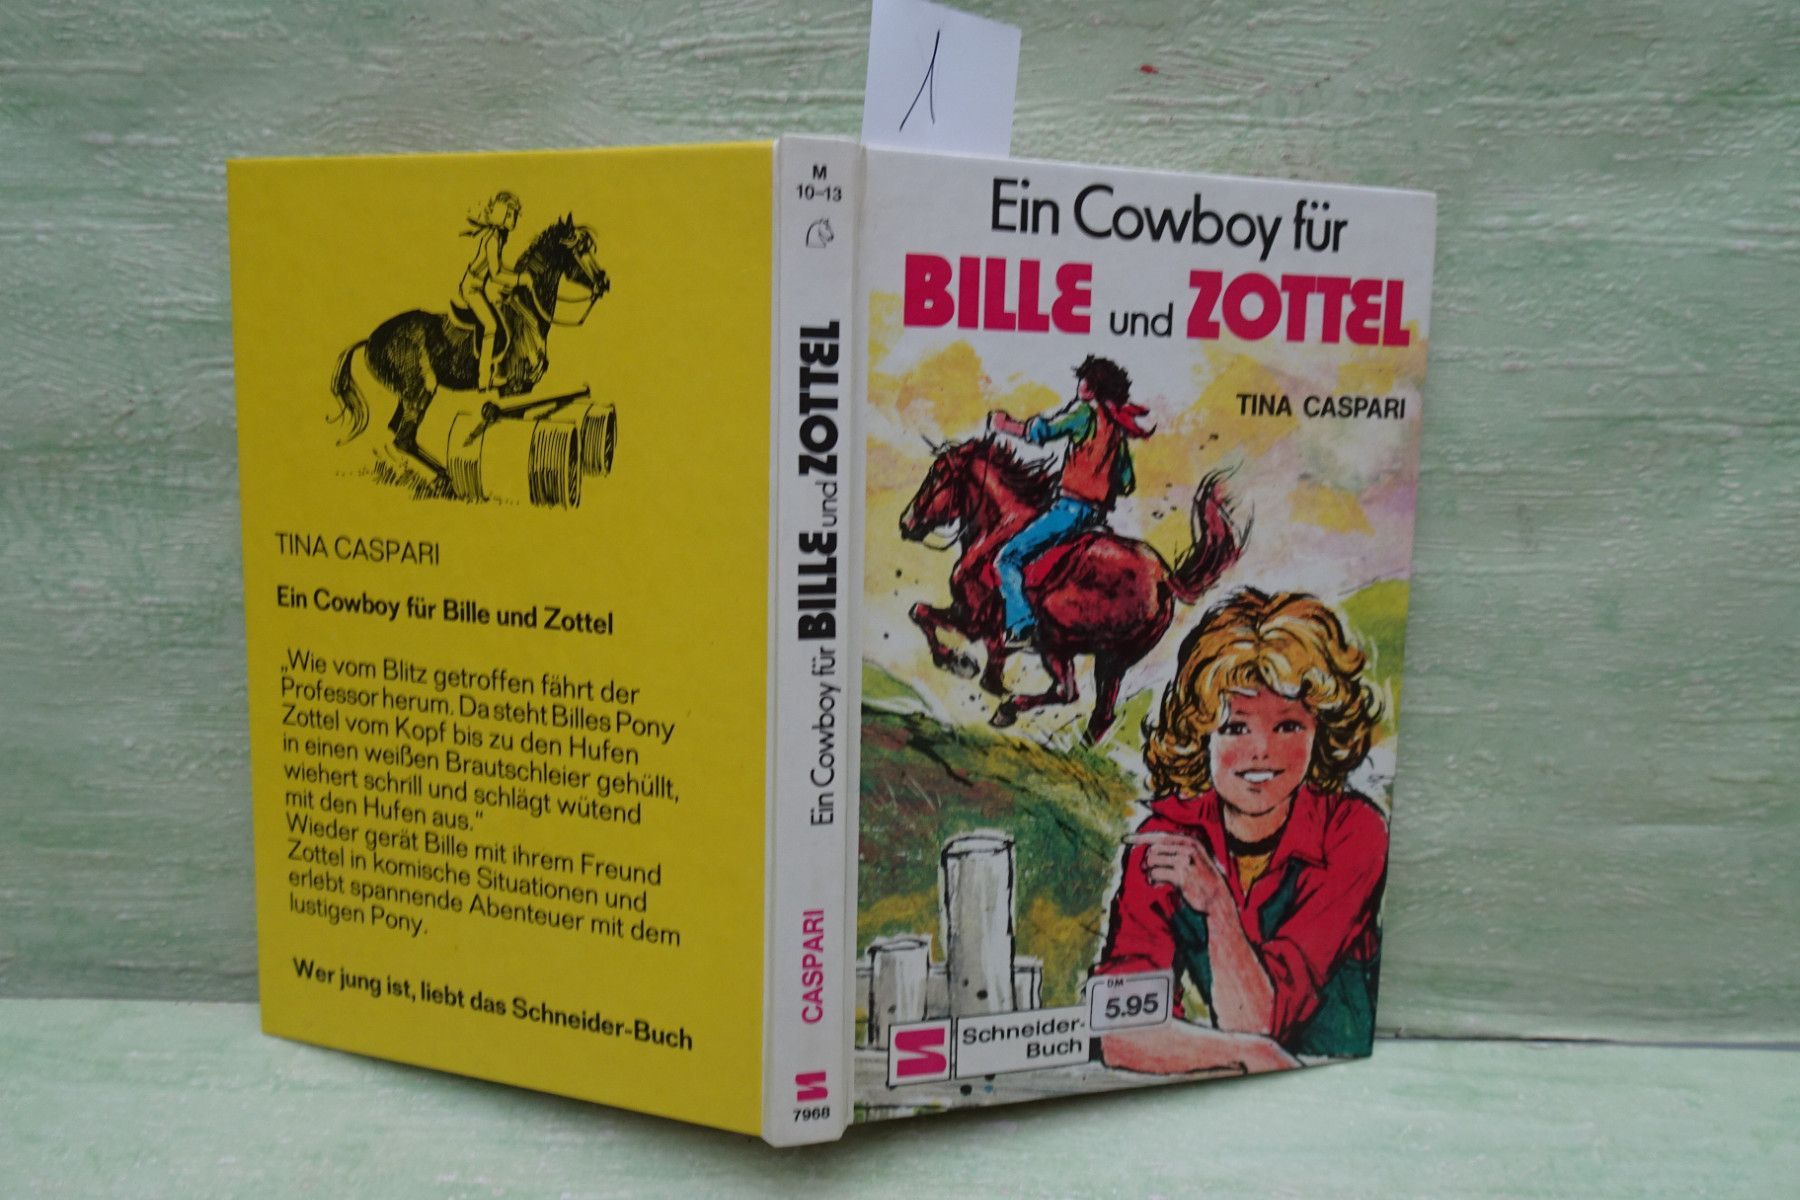 1
TINA CASPARI
Ein Cowboy für Bille und Zottel
„Wie vom Blitz getroffen fährt der
Professor herum. Da steht Billes Pony
Zottel vom Kopf bis zu den Hufen
in einen weißen Brautschleier gehüllt,
wiehert schrill und schlägt wütend
mit den Hufen aus.“
Wieder gerät Bille mit ihrem Freund
Zottel in komische Situationen und
erlebt spannende Abenteuer mit dem
lustigen Pony.
Wer jung ist, liebt das Schneider-Buch
M
10–13
Ein Cowboy für BILLE und ZOTTEL
CASPARI
7968
Ein Cowboy für
BILLE und ZOTTEL
TINA CASPARI
DM
5.95
Schneider-
Buch